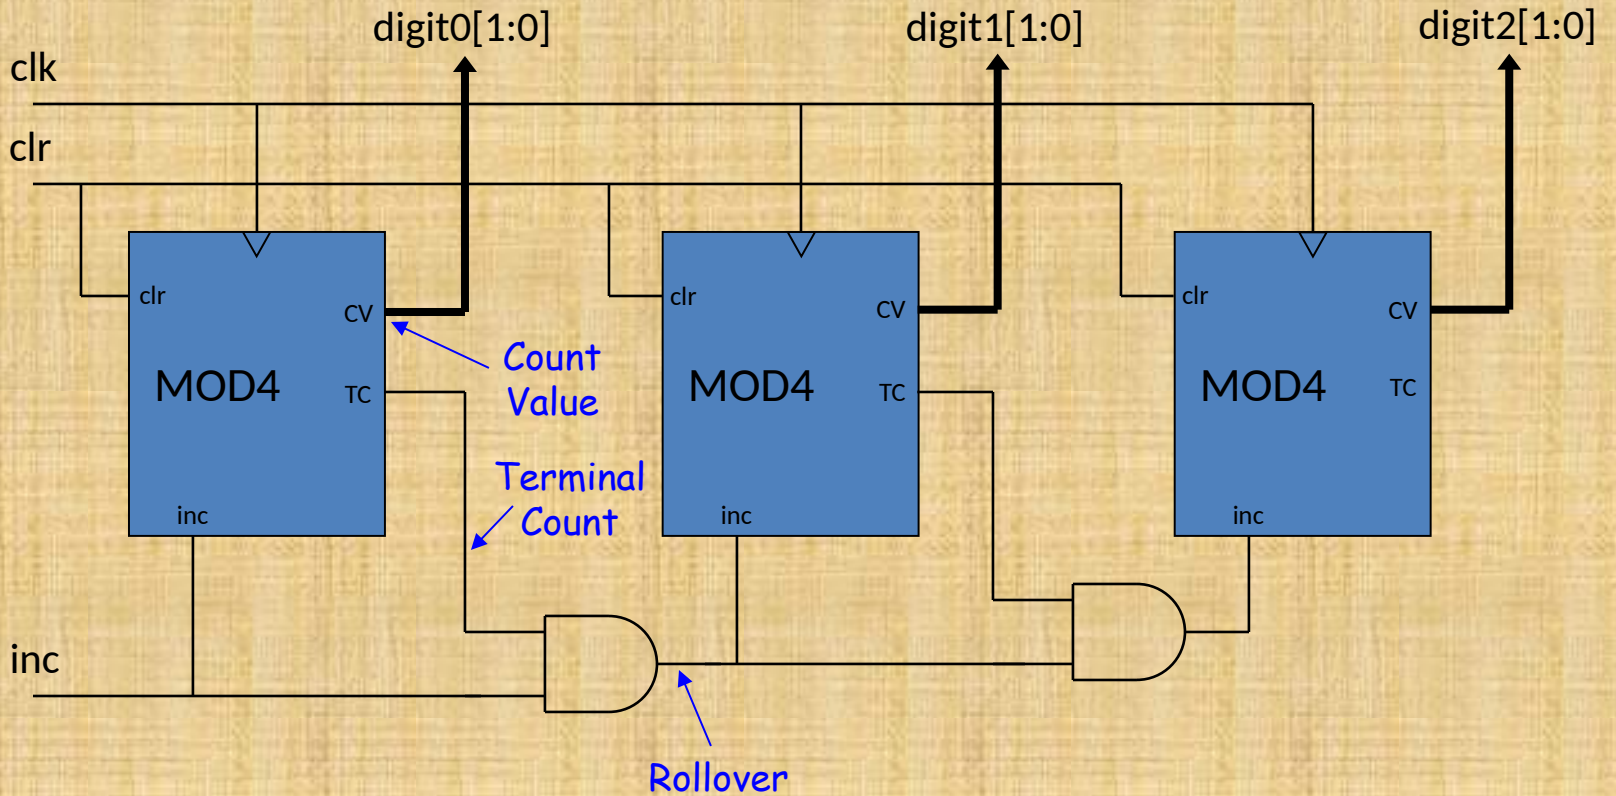 digit0[1:0]
digit1[1:0]
digit2[1:0]
clk
clr
clr
CV
MOD4
TC
inc
Count
Value
Terminal
Count
clr
CV
MOD4
TC
inc
clr
CV
MOD4
TC
inc
inc
Rollover